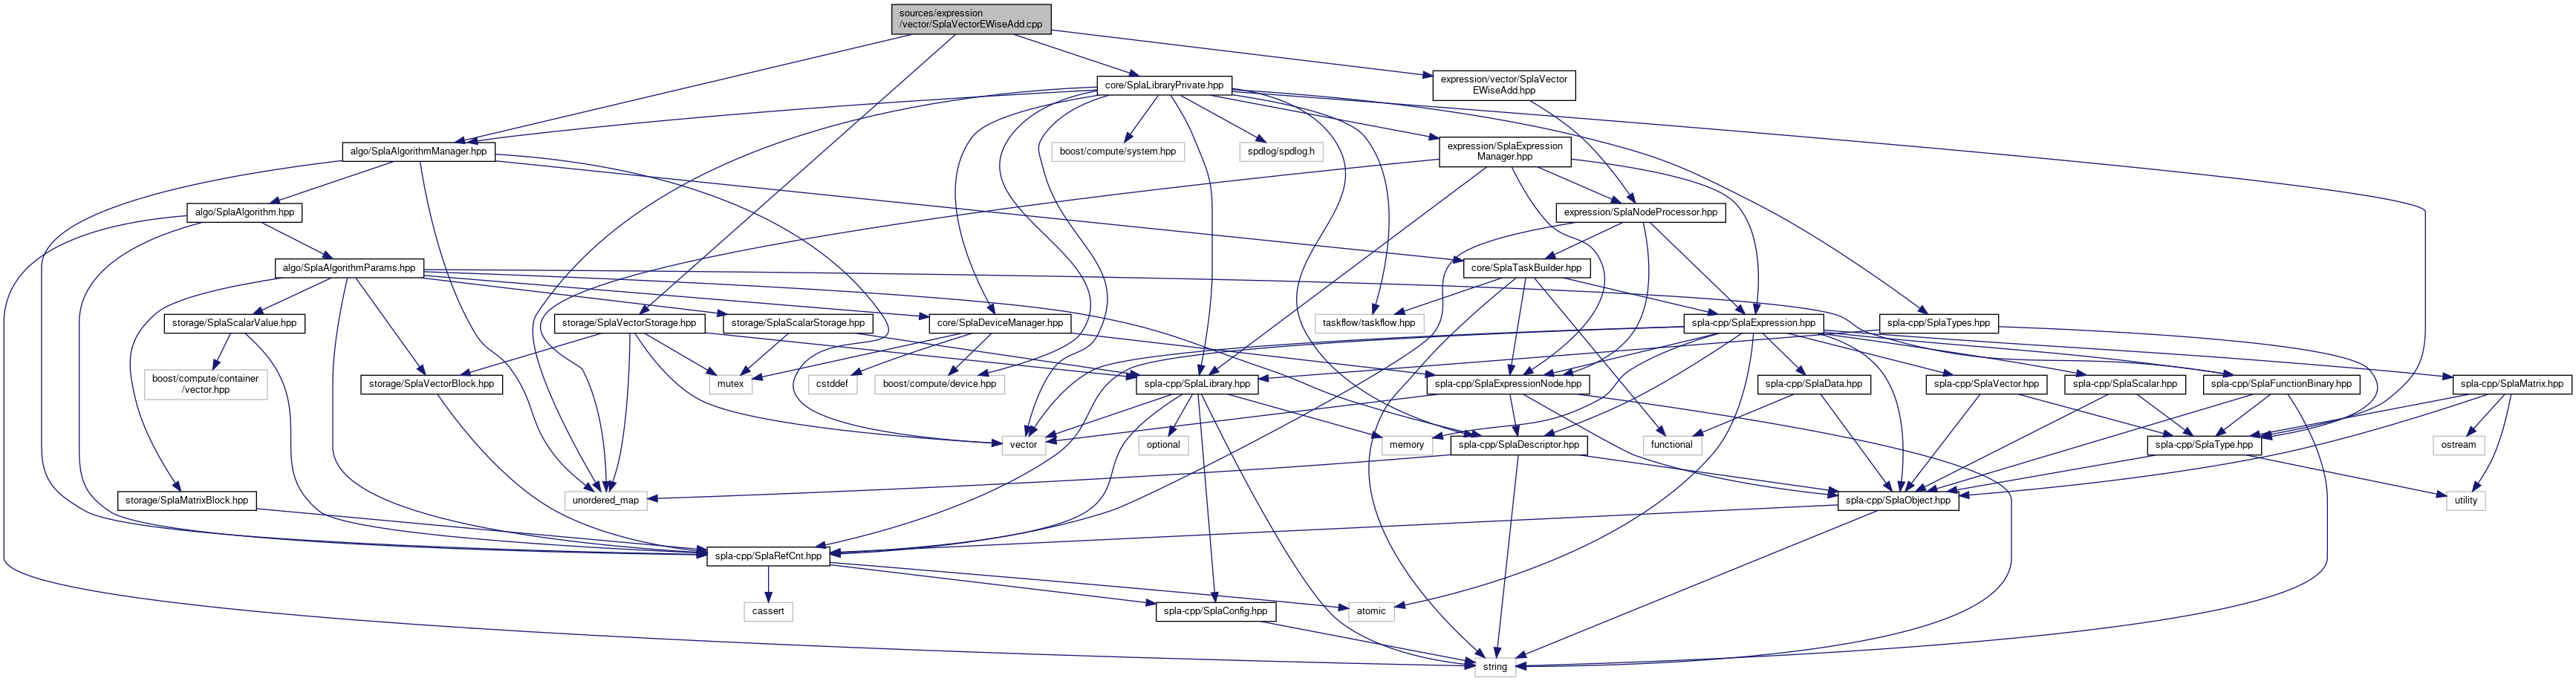 sources/expression
/vector/SplaVectorEWiseAdd.cpp
core/SplaLibraryPrivate.hpp
expression/vector/SplaVector
EWiseAdd.hpp
algo/SplaAlgorithmManager.hpp
boost/compute/system.hpp
spdlog/spdlog.h
expression/SplaExpression
Manager.hpp
algo/SplaAlgorithm.hpp
expression/SplaNodeProcessor.hpp
algo/SplaAlgorithmParams.hpp
core/SplaTaskBuilder.hpp
storage/SplaScalarValue.hpp
storage/SplaVectorStorage.hpp
storage/SplaScalarStorage.hpp
core/SplaDeviceManager.hpp
taskflow/taskflow.hpp
spla-cpp/SplaExpression.hpp
spla-cpp/SplaTypes.hpp
boost/compute/container
/vector.hpp
storage/SplaVectorBlock.hpp
mutex
cstddef
boost/compute/device.hpp
spla-cpp/SplaLibrary.hpp
spla-cpp/SplaExpressionNode.hpp
spla-cpp/SplaData.hpp
spla-cpp/SplaVector.hpp
spla-cpp/SplaScalar.hpp
spla-cpp/SplaFunctionBinary.hpp
spla-cpp/SplaMatrix.hpp
vector
optional
memory
spla-cpp/SplaDescriptor.hpp
functional
spla-cpp/SplaType.hpp
ostream
storage/SplaMatrixBlock.hpp
unordered_map
spla-cpp/SplaObject.hpp
utility
spla-cpp/SplaRefCnt.hpp
cassert
spla-cpp/SplaConfig.hpp
atomic
string